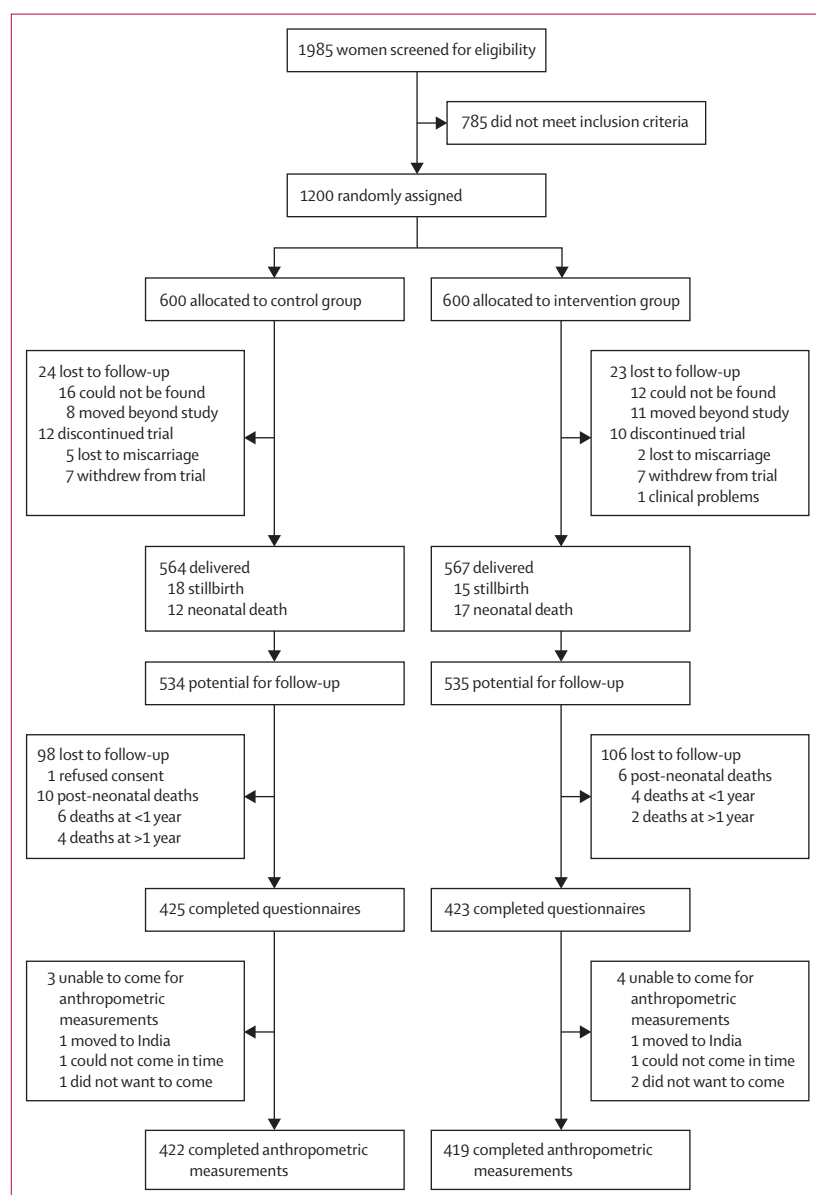 1985 women screened for eligibility
785 did not meet inclusion criteria
1200 randomly assigned
600 allocated to control group
600 allocated to intervention group
24 lost to follow-up
16 could not be found
8 moved beyond study
12 discontinued trial
5 lost to miscarriage
7 withdrew from trial
23 lost to follow-up
12 could not be found
11 moved beyond study
10 discontinued trial
2 lost to miscarriage
7 withdrew from trial
1 clinical problems
564 delivered
18 stillbirth
12 neonatal death
567 delivered
15 stillbirth
17 neonatal death
534 potential for follow-up
535 potential for follow-up
98 lost to follow-up
1 refused consent
10 post-neonatal deaths
6 deaths at <1 year
4 deaths at >1 year
106 lost to follow-up
6 post-neonatal deaths
4 deaths at <1 year
2 deaths at >1 year
425 completed questionnaires
423 completed questionnaires
3 unable to come for
anthropometric
measurements
1 moved to India
1 could not come in time
1 did not want to come
4 unable to come for
anthropometric
measurements
1 moved to India
1 could not come in time
2 did not want to come
422 completed anthropometric
measurements
419 completed anthropometric
measurements